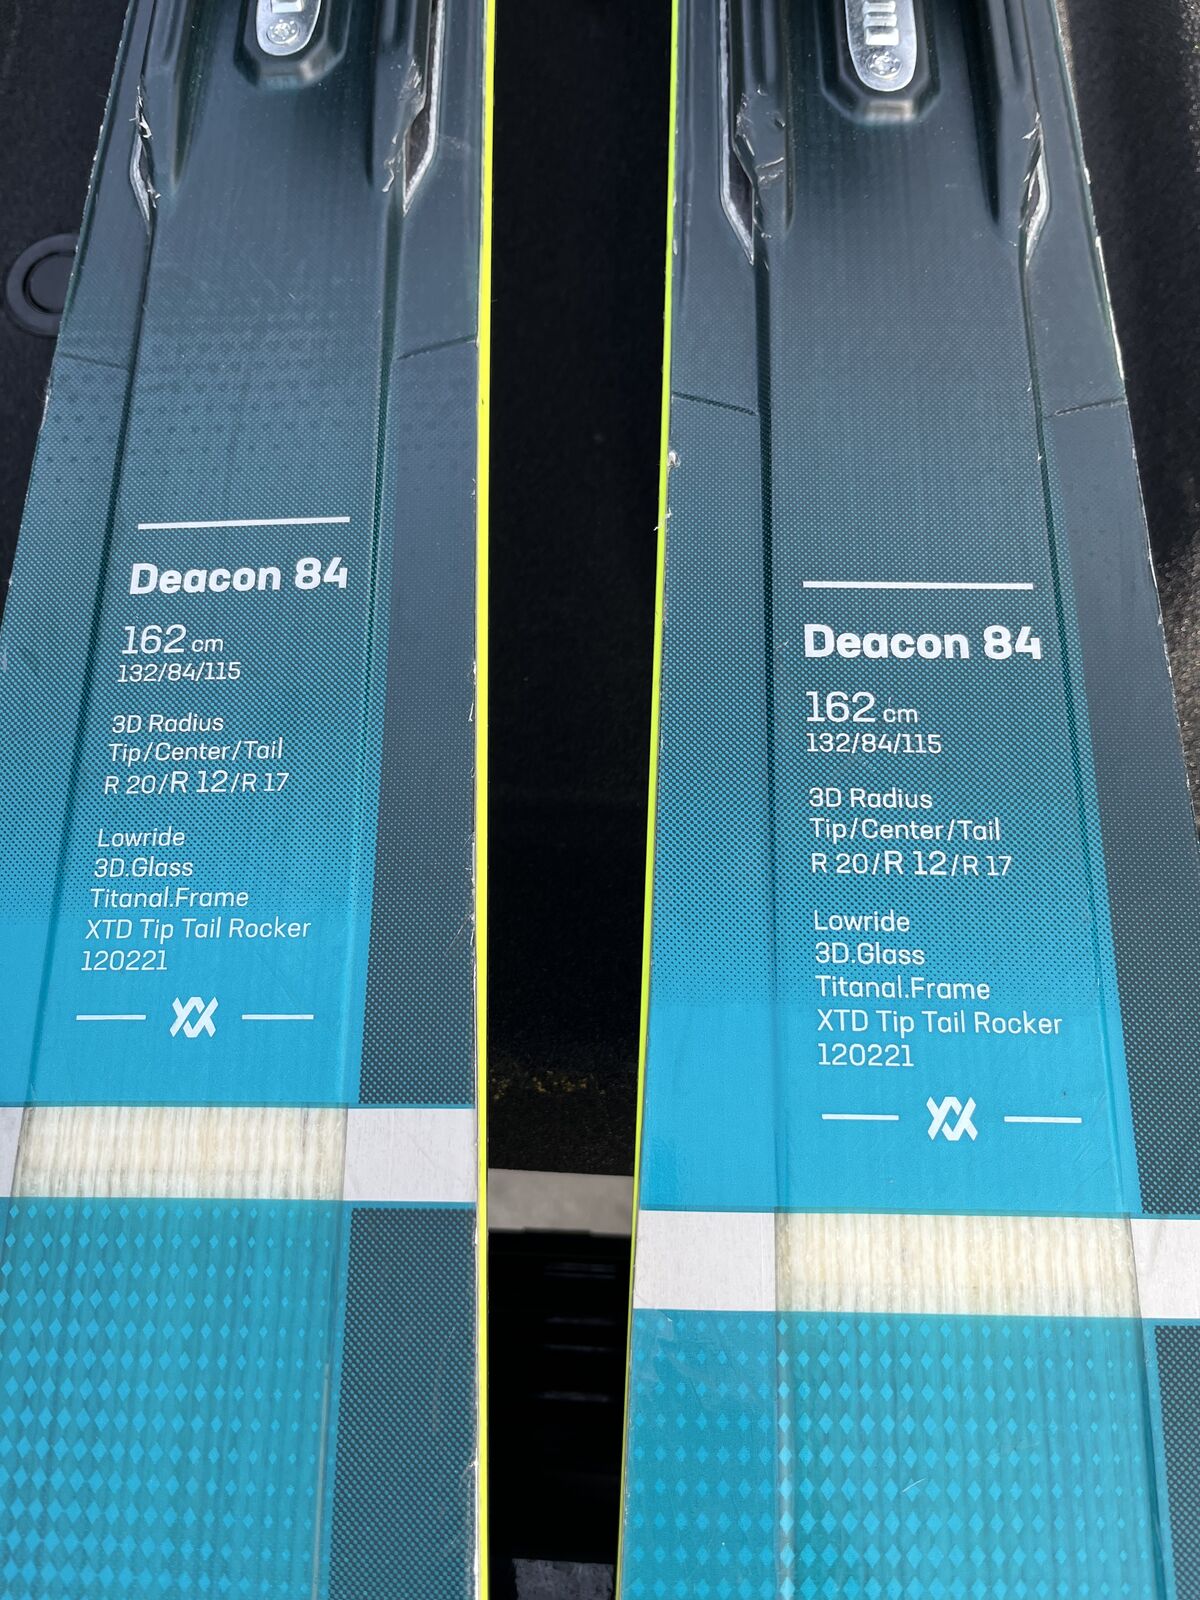 Deacon 84
162 cm
132/84/115
3D Radius
Tip/Center/Tail
R 20/R 12/R 17
Lowride
3D.Glass
Titanal.Frame
XTD Tip Tail Rocker
120221
Deacon 84
162 cm
132/84/115
3D Radius
Tip/Center/Tail
R 20/R 12/R 17
Lowride
3D.Glass
Titanal.Frame
XTD Tip Tail Rocker
120221